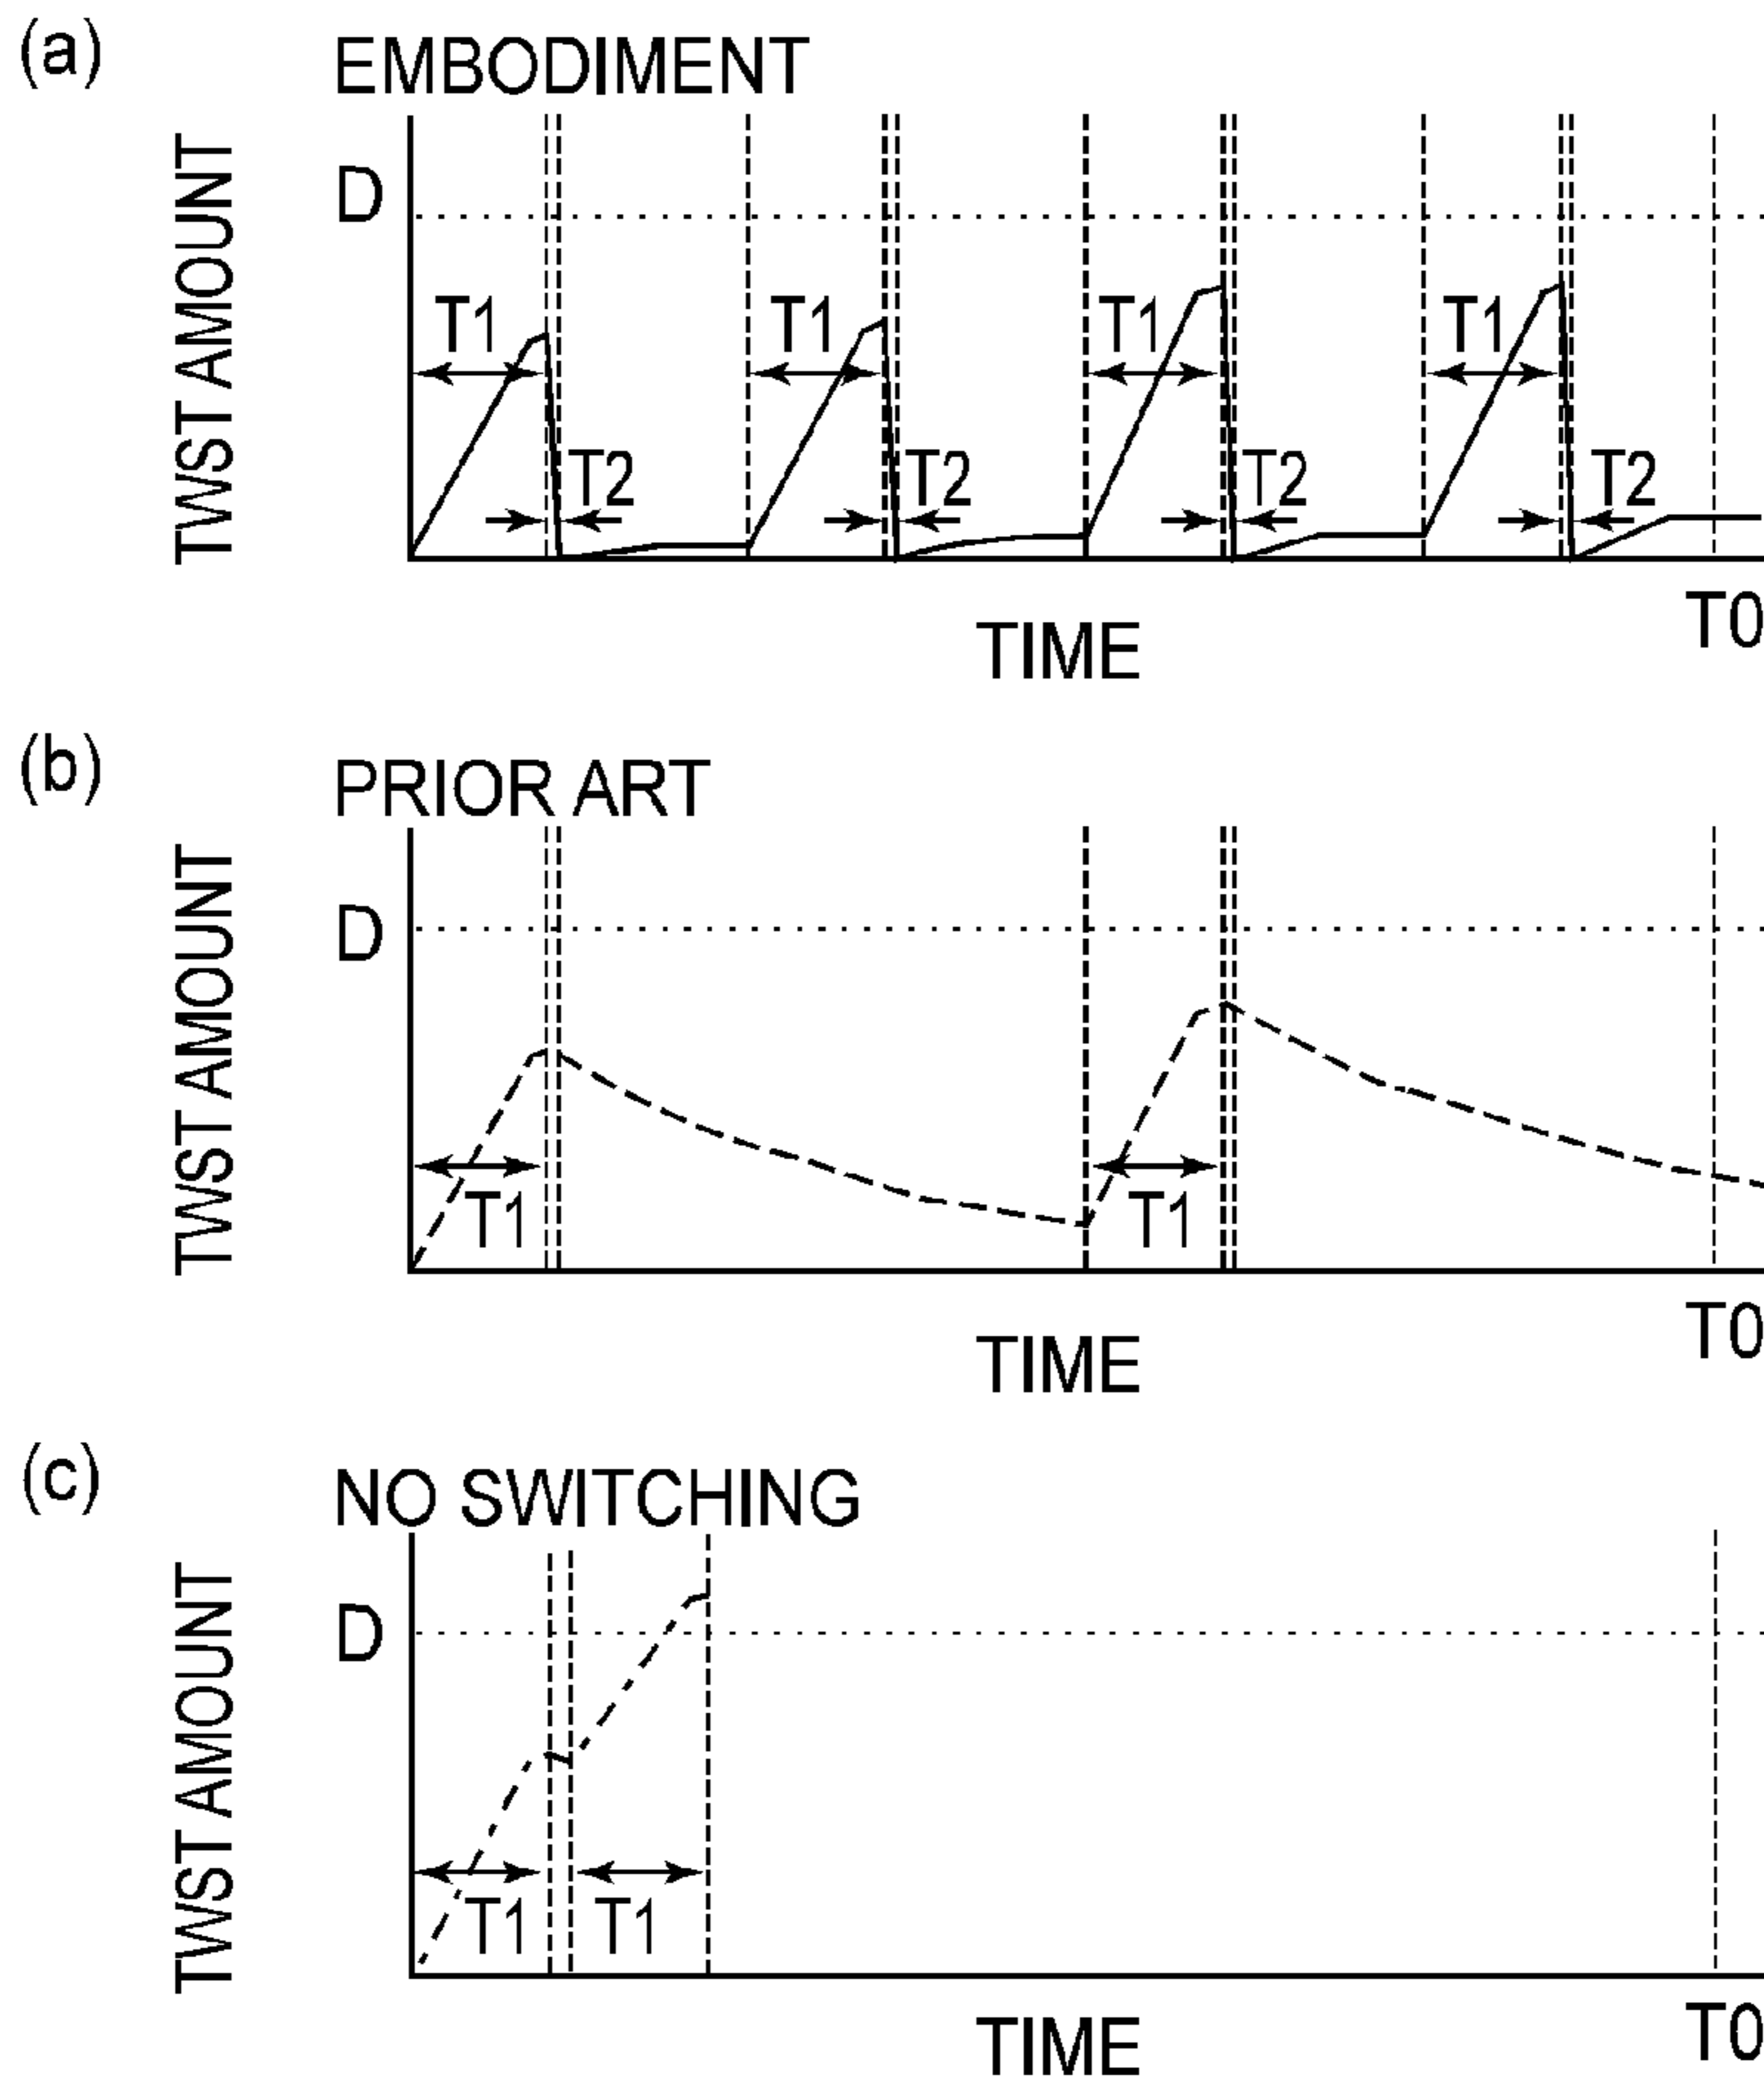 (a)
EMBODIMENT
TWST AMOUNT
D
T1 T1 T1 T1
T2 T2 T2 T2
T0
TIME
(b)
PRIOR ART
TWST AMOUNT
D
T1 T1
T0
TIME
(c)
NO SWITCHING
TWST AMOUNT
D
T1 T1
T0
TIME